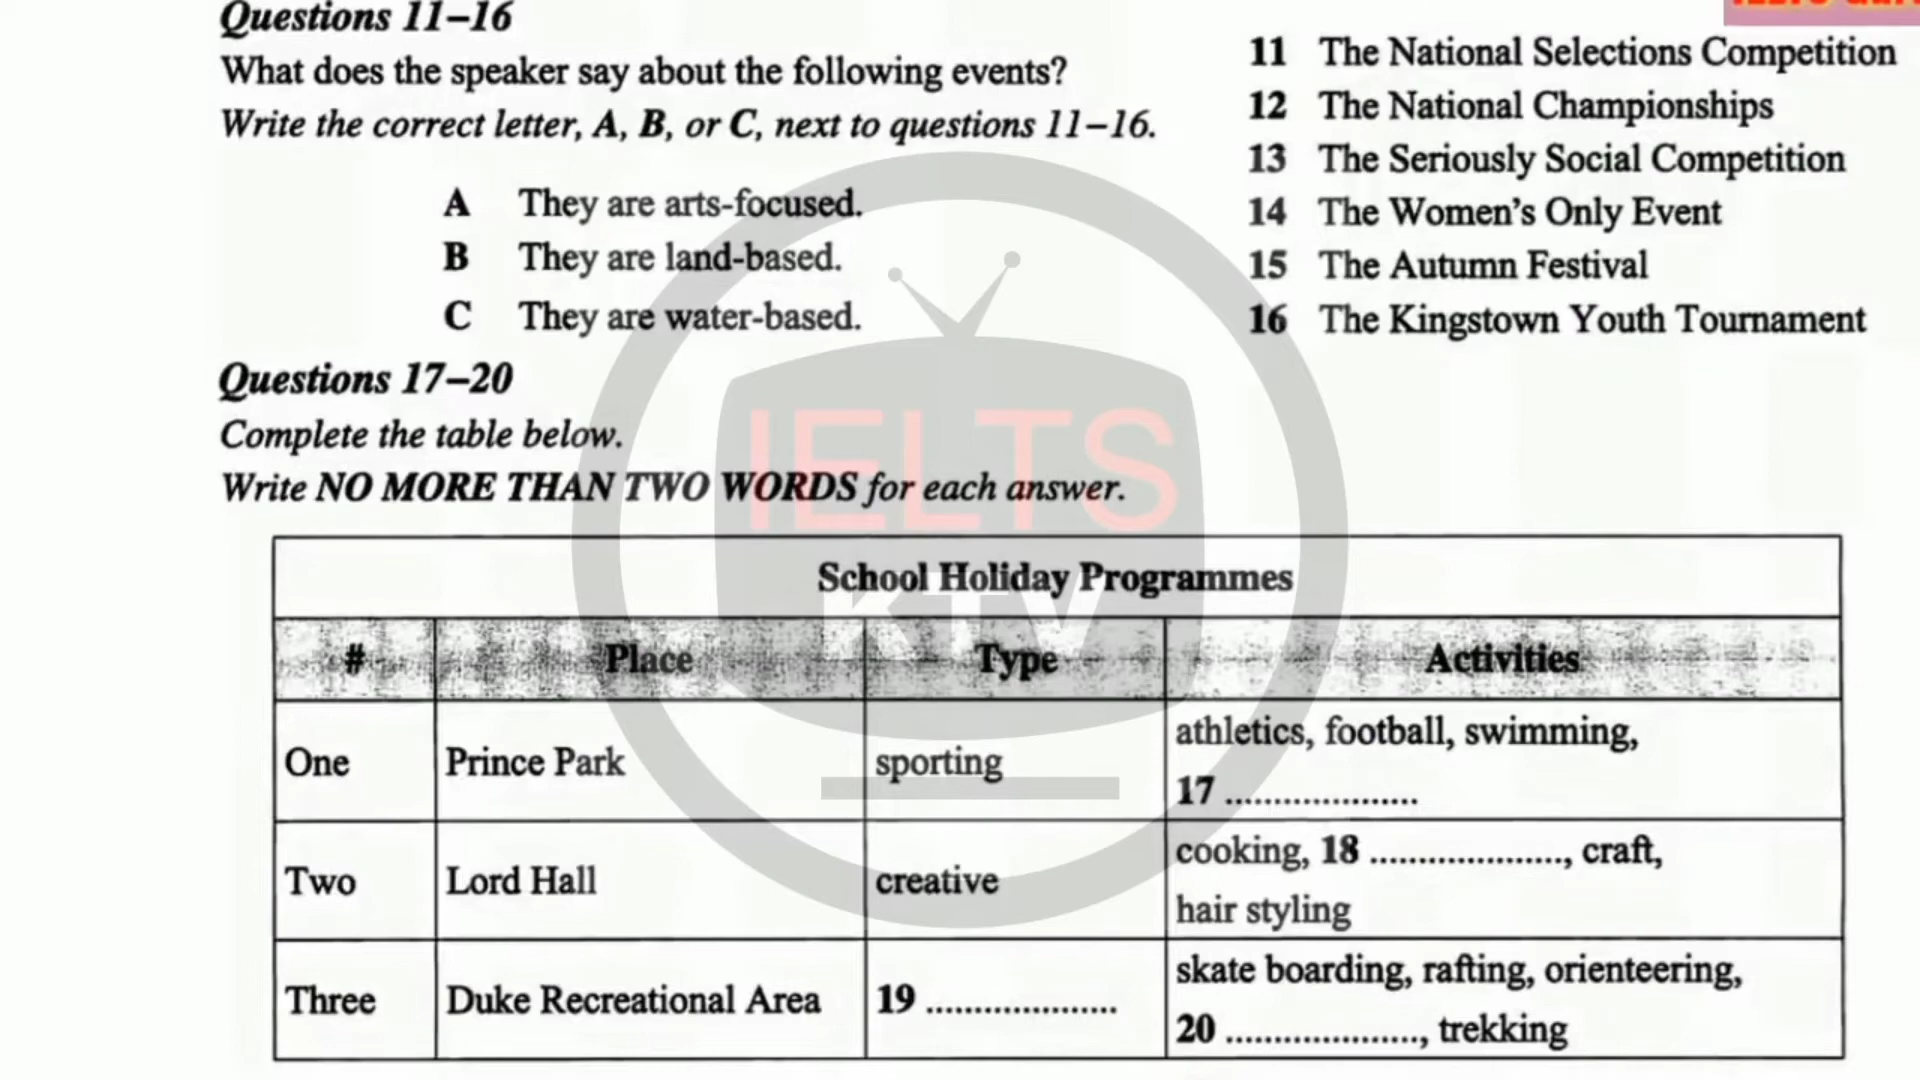 Questions 11–16
What does the speaker say about the following events?
Write the correct letter, A, B, or C, next to questions 11–16.
A They are arts-focused.
B They are land-based.
C They are water-based.
11 The National Selections Competition
12 The National Championships
13 The Seriously Social Competition
14 The Women's Only Event
15 The Autumn Festival
16 The Kingstown Youth Tournament
Questions 17–20
Complete the table below.
Write NO MORE THAN TWO WORDS for each answer.
School Holiday Programmes
# Place Type Activities
One Prince Park sporting athletics, football, swimming,
17 ....................
Two Lord Hall creative cooking, 18 ...................., craft,
hair styling
Three Duke Recreational Area 19 .................... skate boarding, rafting, orienteering,
20 ...................., trekking
IELTS
KTV